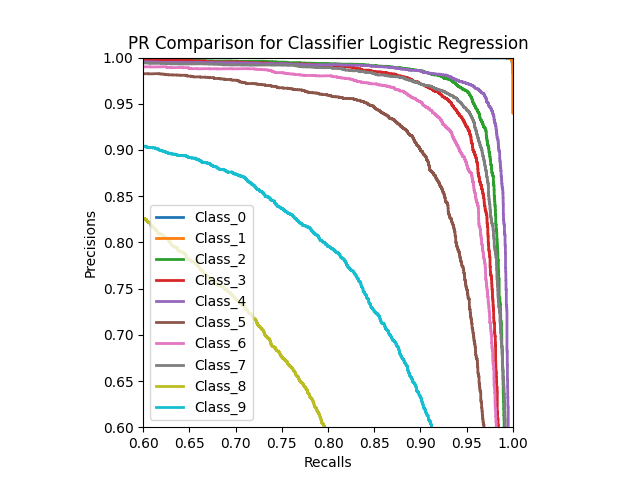 PR Comparison for Classifier Logistic Regression
1.00
0.95
0.90
0.85
0.80
0.75
0.70
0.65
0.60
Precisions
Class_0
Class_1
Class_2
Class_3
Class_4
Class_5
Class_6
Class_7
Class_8
Class_9
0.60 0.65 0.70 0.75 0.80 0.85 0.90 0.95 1.00
Recalls